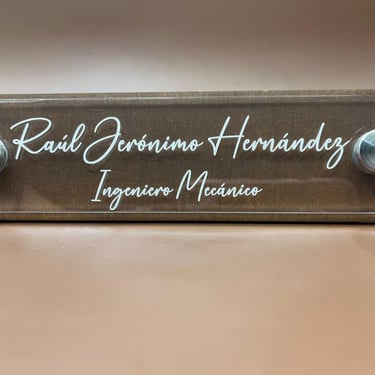 Raúl Jerónimo Hernández
Ingeniero Mecánico